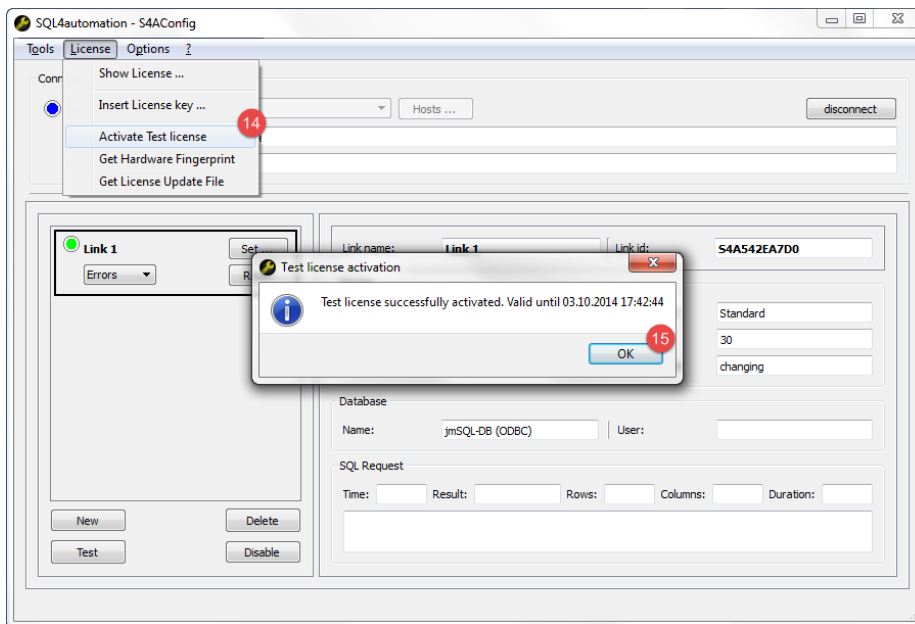 SQL4automation - S4AConfig
Tools License Options ?
Conn
Show License ...
Insert License key ...
Hosts ...
disconnect
14
Activate Test license
Get Hardware Fingerprint
Get License Update File
Link 1
Set ...
Errors
Link name:
Link 1
Link id:
S4A542EA7D0
Test license activation
Test license successfully activated. Valid until 03.10.2014 17:42:44
Standard
15
OK
30
changing
Database
Name:
jmSQL-DB (ODBC)
User:
SQL Request
Time:
Result:
Rows:
Columns:
Duration:
New
Delete
Test
Disable